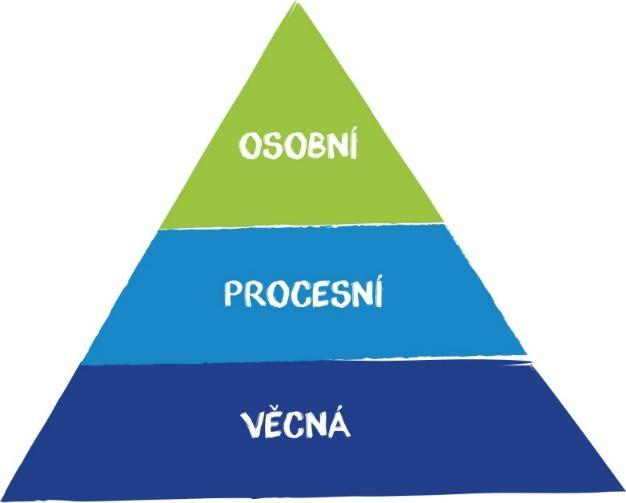 OSOBNÍ
PROCESNÍ
VĚCNÁ